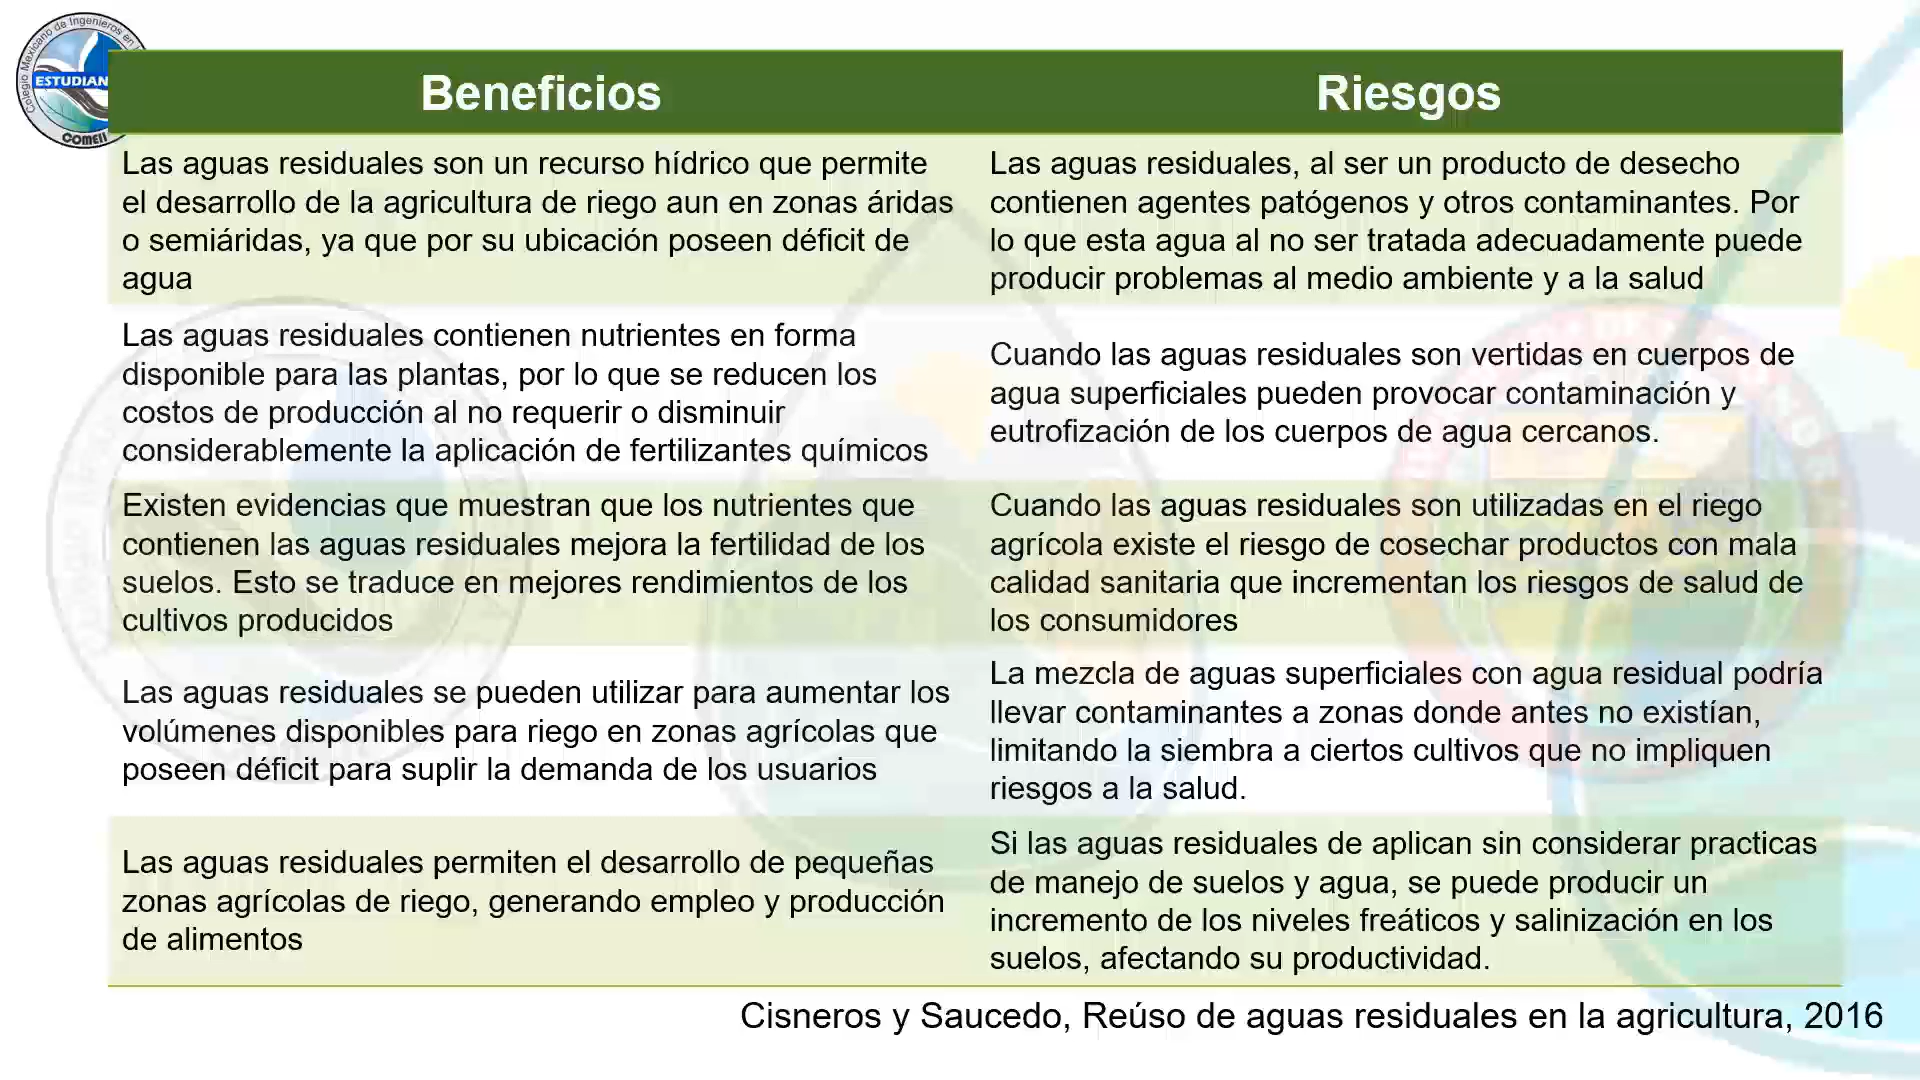 Colegio Mexicano de Ingenieros en
ESTUDIAN
COMEII
Beneficios
Riesgos
Las aguas residuales son un recurso hídrico que permite
el desarrollo de la agricultura de riego aun en zonas áridas
o semiáridas, ya que por su ubicación poseen déficit de
agua
Las aguas residuales, al ser un producto de desecho
contienen agentes patógenos y otros contaminantes. Por
lo que esta agua al no ser tratada adecuadamente puede
producir problemas al medio ambiente y a la salud
Las aguas residuales contienen nutrientes en forma
disponible para las plantas, por lo que se reducen los
costos de producción al no requerir o disminuir
considerablemente la aplicación de fertilizantes químicos
Cuando las aguas residuales son vertidas en cuerpos de
agua superficiales pueden provocar contaminación y
eutrofización de los cuerpos de agua cercanos.
Existen evidencias que muestran que los nutrientes que
contienen las aguas residuales mejora la fertilidad de los
suelos. Esto se traduce en mejores rendimientos de los
cultivos producidos
Cuando las aguas residuales son utilizadas en el riego
agrícola existe el riesgo de cosechar productos con mala
calidad sanitaria que incrementan los riesgos de salud de
los consumidores
Las aguas residuales se pueden utilizar para aumentar los
volúmenes disponibles para riego en zonas agrícolas que
poseen déficit para suplir la demanda de los usuarios
La mezcla de aguas superficiales con agua residual podría
llevar contaminantes a zonas donde antes no existían,
limitando la siembra a ciertos cultivos que no impliquen
riesgos a la salud.
Las aguas residuales permiten el desarrollo de pequeñas
zonas agrícolas de riego, generando empleo y producción
de alimentos
Si las aguas residuales de aplican sin considerar practicas
de manejo de suelos y agua, se puede producir un
incremento de los niveles freáticos y salinización en los
suelos, afectando su productividad.
Cisneros y Saucedo, Reúso de aguas residuales en la agricultura, 2016